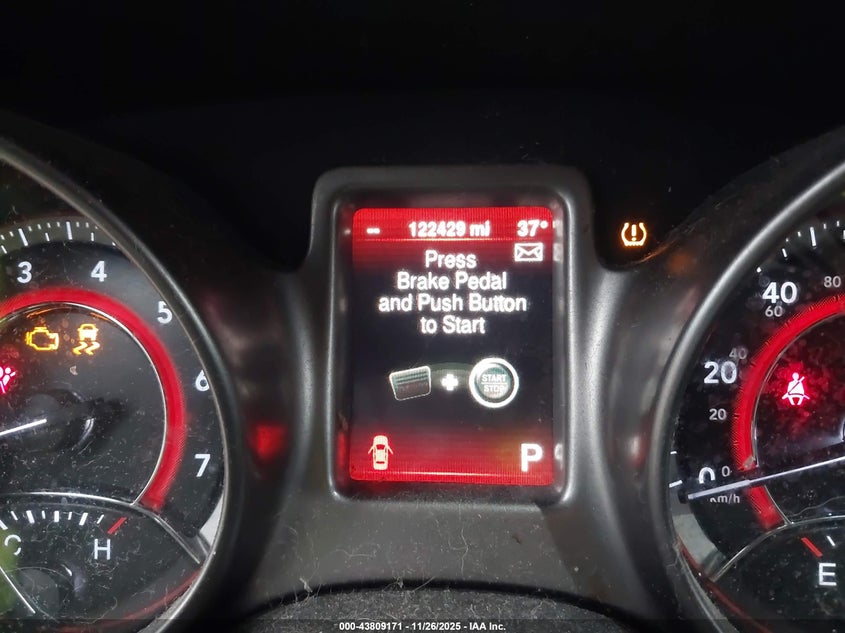 -- 122429 mi 37°
Press
Brake Pedal
and Push Button
to Start
START
STOP
P
3
4
5
6
7
C
H
80
40
60
40
20
20
0
0
km/h
E
000-43809171 - 11/26/2025 - IAA Inc.